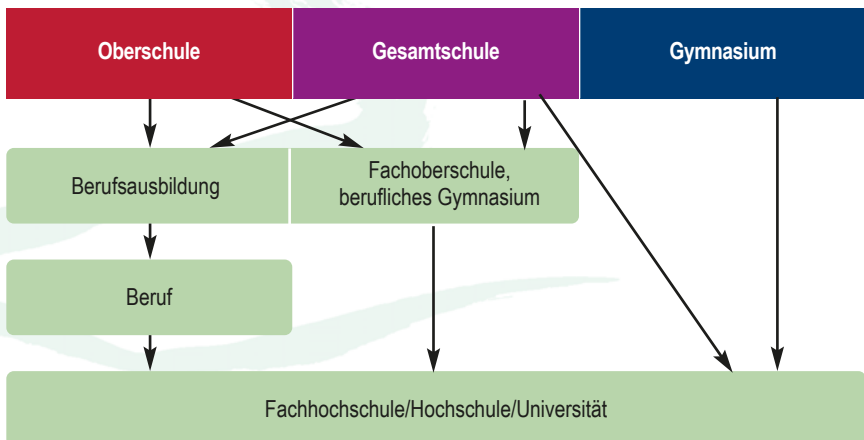 Oberschule
Gesamtschule
Gymnasium
Berufsausbildung
Fachoberschule,
berufliches Gymnasium
Beruf
Fachhochschule/Hochschule/Universität